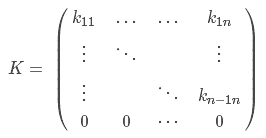 K = ( k₁₁ … … k₁ₙ
⋮ ⋱ ⋮
⋮ ⋱ kₙ₋₁ₙ
0 0 ⋯ 0 )